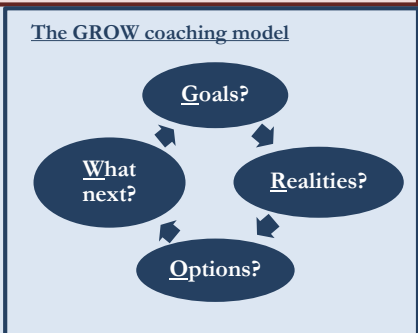 The GROW coaching model
Goals?
Realities?
Options?
What
next?